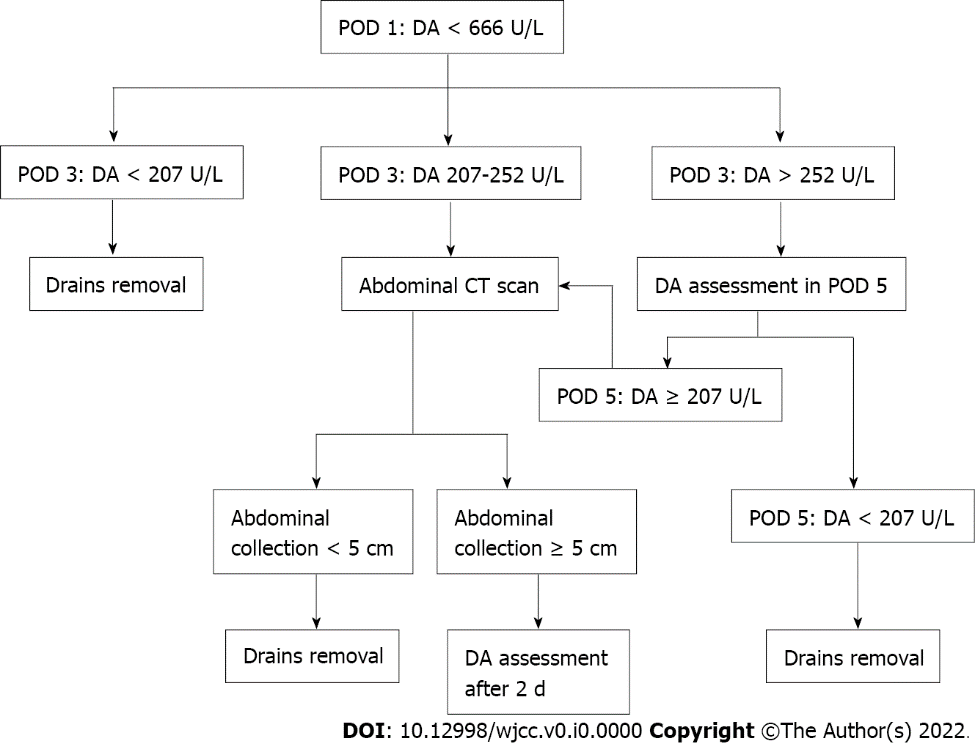 POD 1: DA < 666 U/L
POD 3: DA < 207 U/L
POD 3: DA 207-252 U/L
POD 3: DA > 252 U/L
Drains removal
Abdominal CT scan
DA assessment in POD 5
POD 5: DA ≥ 207 U/L
Abdominal
collection < 5 cm
Abdominal
collection ≥ 5 cm
POD 5: DA < 207 U/L
Drains removal
DA assessment
after 2 d
Drains removal
DOI: 10.12998/wjcc.v0.i0.0000 Copyright ©The Author(s) 2022.